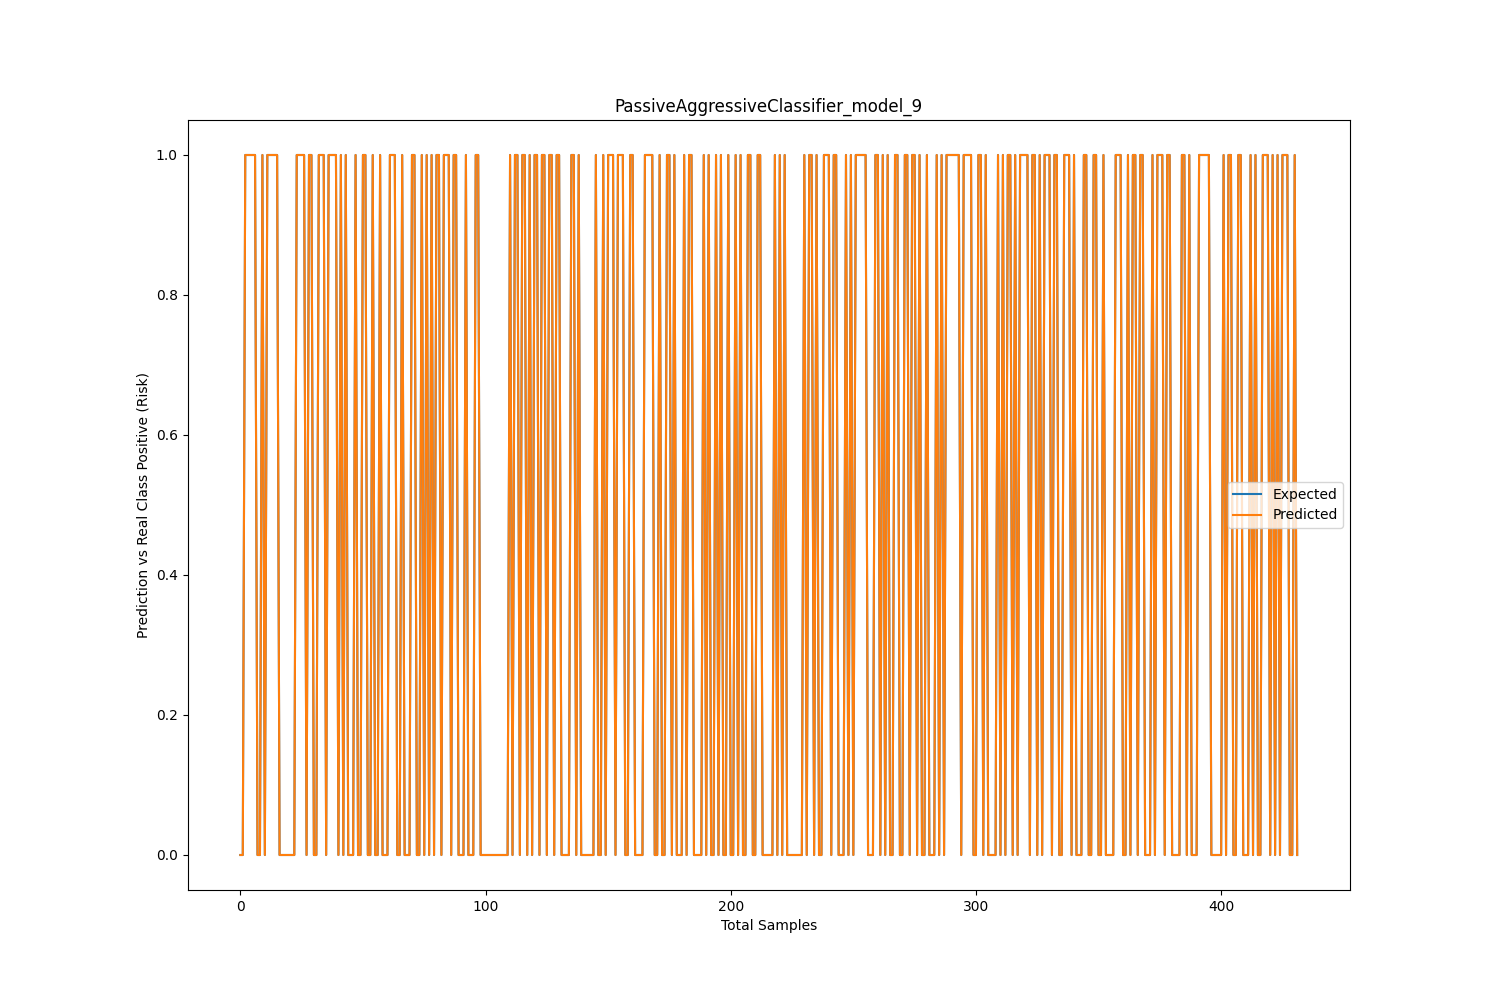 PassiveAggressiveClassifier_model_9
Prediction vs Real Class Positive (Risk)
1.0
0.8
0.6
0.4
0.2
0.0
Expected
Predicted
0 100 200 300 400
Total Samples